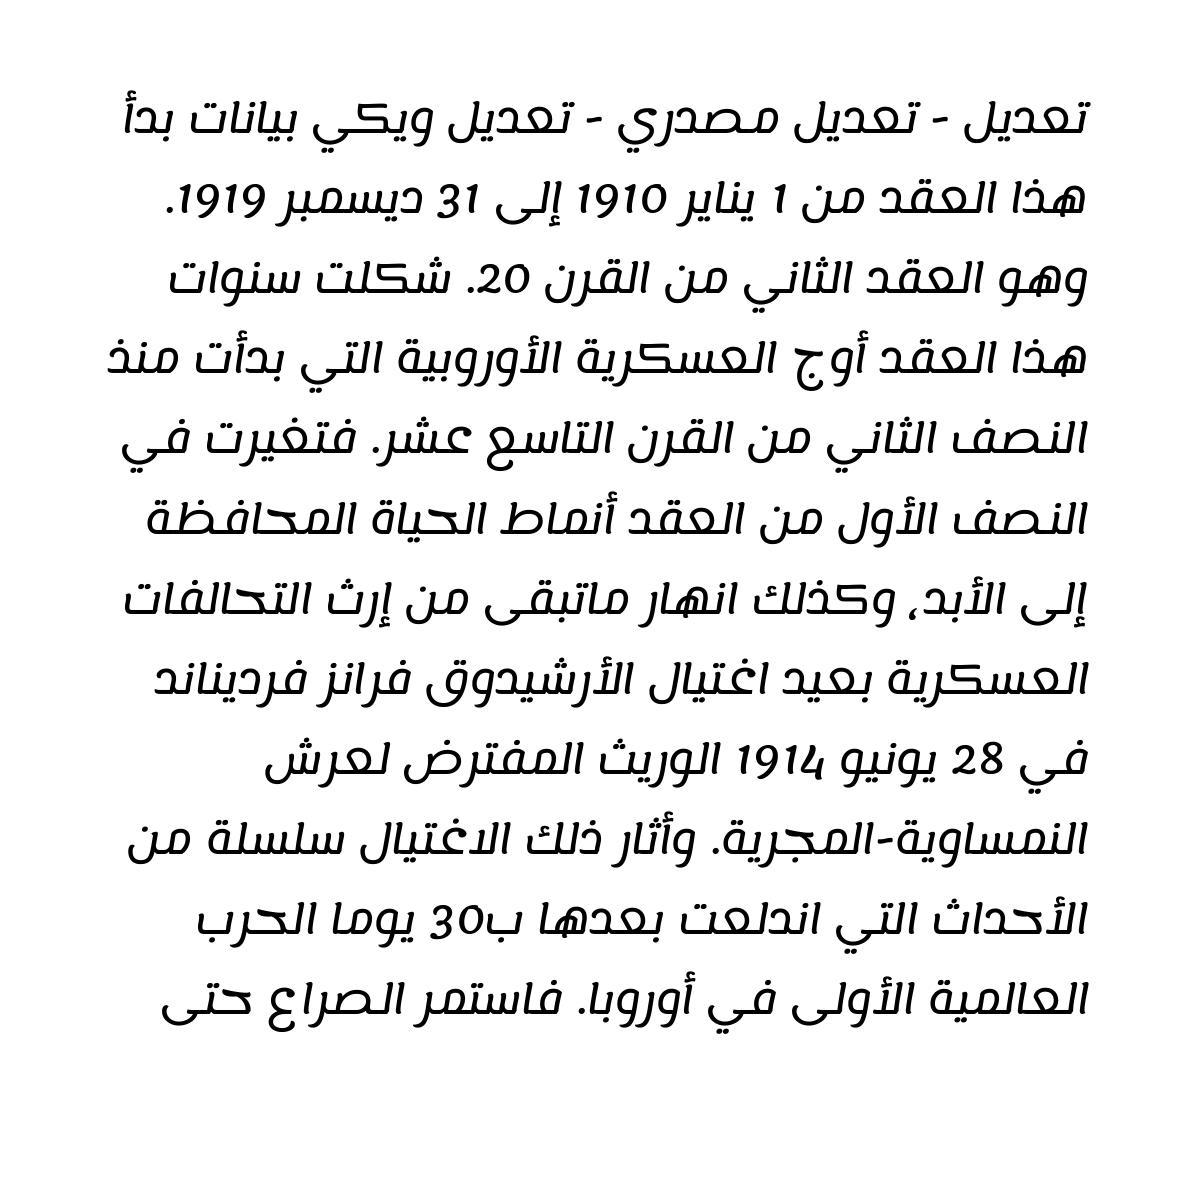 تعديل - تعديل مصدري - تعديل ويكي بيانات بدأ
هذا العقد من 1 يناير 1910 إلى 31 ديسمبر 1919.
وهو العقد الثاني من القرن 20. شكلت سنوات
هذا العقد أوج العسكرية الأوروبية التي بدأت منذ
النصف الثاني من القرن التاسع عشر. فتغيرت في
النصف الأول من العقد أنماط الحياة المحافظة
إلى الأبد، وكذلك انهار ماتبقى من إرث التحالفات
العسكرية بعيد اغتيال الأرشيدوق فرانز فرديناند
في 28 يونيو 1914 الوريث المفترض لعرش
النمساوية-المجرية. وأثار ذلك الاغتيال سلسلة من
الأحداث التي اندلعت بعدها ب30 يوما الحرب
العالمية الأولى في أوروبا. فاستمر الصراع حتى